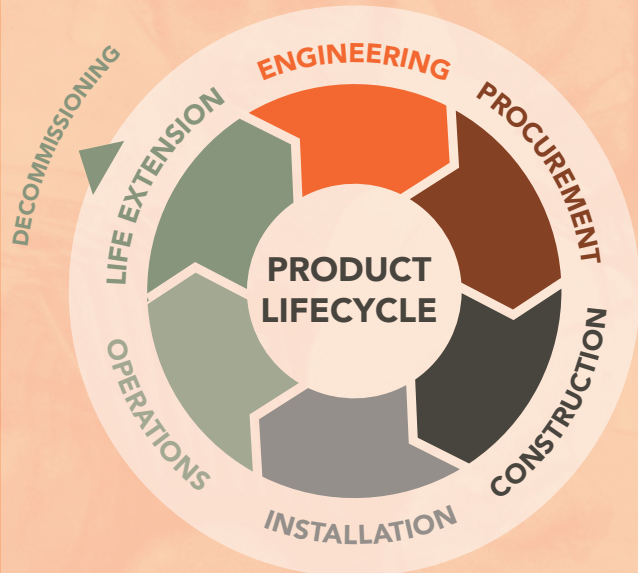 ENGINEERING
PROCUREMENT
CONSTRUCTION
INSTALLATION
OPERATIONS
LIFE EXTENSION
DECOMMISSIONING
PRODUCT
LIFECYCLE